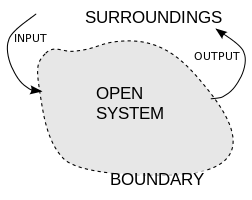 SURROUNDINGS
INPUT
OUTPUT
OPEN
SYSTEM
BOUNDARY